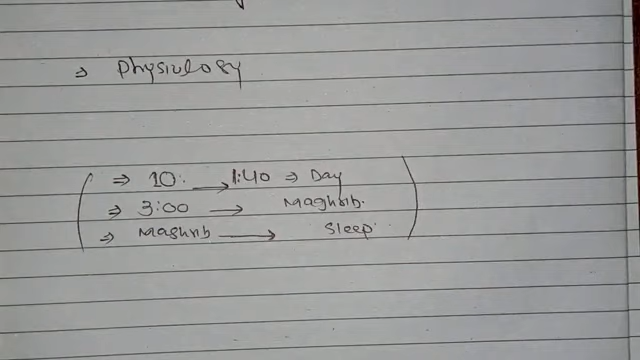 ⇒ Physiology
⇒ 10: → 1:40 ⇒ Day
⇒ 3:00 → Maghrib.
⇒ Maghrib → Sleep